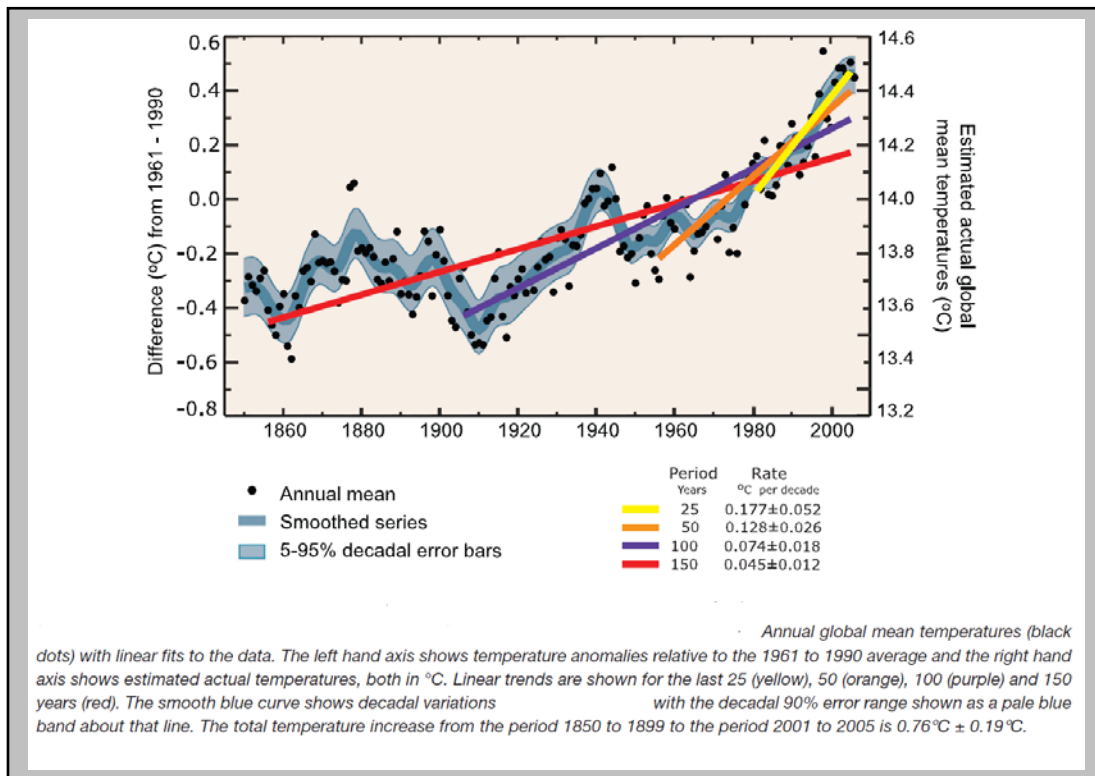 0.6
0.4
0.2
0.0
-0.2
-0.4
-0.6
-0.8
Difference (oC) from 1961 - 1990
14.6
14.4
14.2
14.0
13.8
13.6
13.4
13.2
Estimated actual global
mean temperatures (oC)
1860 1880 1900 1920 1940 1960 1980 2000
Annual mean
Smoothed series
5-95% decadal error bars
Period Rate
Years oC per decade
25 0.177±0.052
50 0.128±0.026
100 0.074±0.018
150 0.045±0.012
Annual global mean temperatures (black
dots) with linear fits to the data. The left hand axis shows temperature anomalies relative to the 1961 to 1990 average and the right hand
axis shows estimated actual temperatures, both in °C. Linear trends are shown for the last 25 (yellow), 50 (orange), 100 (purple) and 150
years (red). The smooth blue curve shows decadal variations with the decadal 90% error range shown as a pale blue
band about that line. The total temperature increase from the period 1850 to 1899 to the period 2001 to 2005 is 0.76°C ± 0.19°C.